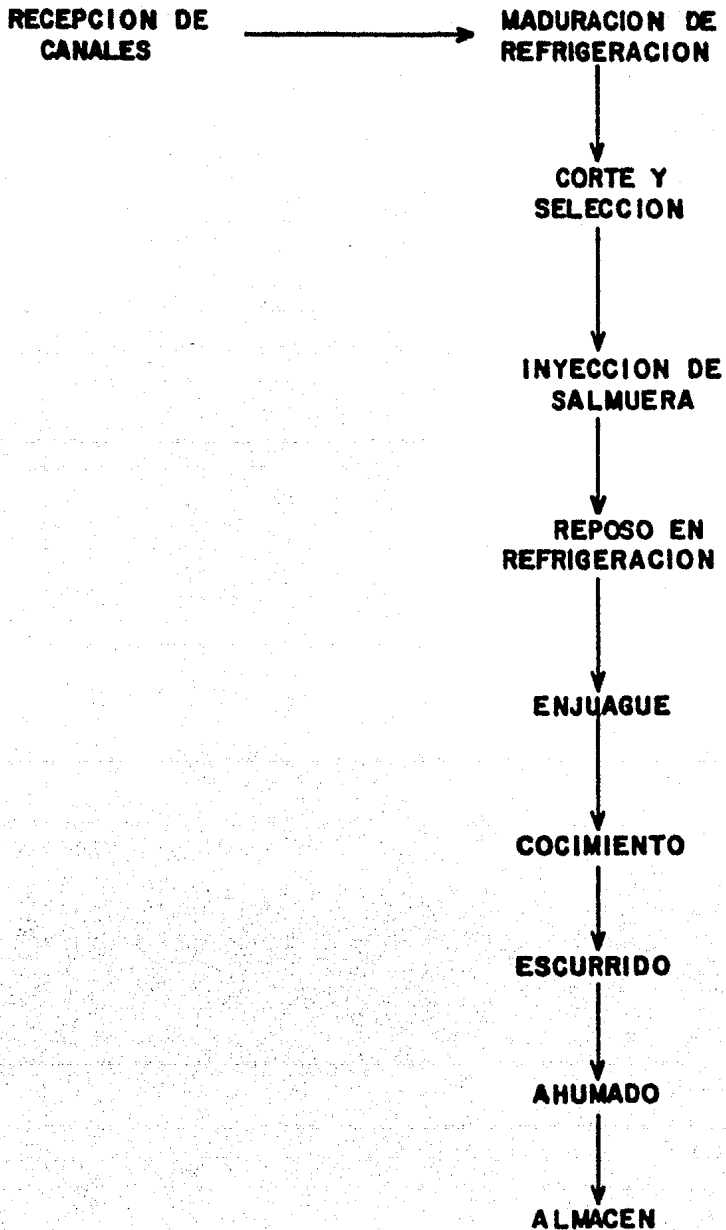 RECEPCION DE
CANALES
MADURACION DE
REFRIGERACION
CORTE Y
SELECCION
INYECCION DE
SALMUERA
REPOSO EN
REFRIGERACION
ENJUAGUE
COCIMIENTO
ESCURRIDO
AHUMADO
ALMACEN